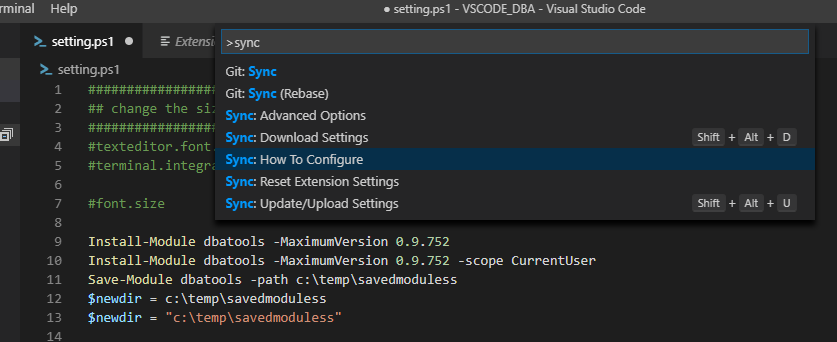 rminal Help
● setting.ps1 - VSCODE_DBA - Visual Studio Code
setting.ps1 ● Extension
>sync
Git: Sync
Git: Sync (Rebase)
Sync: Advanced Options
Sync: Download Settings Shift + Alt + D
Sync: How To Configure
Sync: Reset Extension Settings
Sync: Update/Upload Settings Shift + Alt + U
setting.ps1
1 #################
2 ## change the siz
3 #################
4 #texteditor.font.
5 #terminal.integra
6
7 #font.size
8
9 Install-Module dbatools -MaximumVersion 0.9.752
10 Install-Module dbatools -MaximumVersion 0.9.752 -scope CurrentUser
11 Save-Module dbatools -path c:\temp\savedmoduless
12 $newdir = c:\temp\savedmoduless
13 $newdir = "c:\temp\savedmoduless"
14